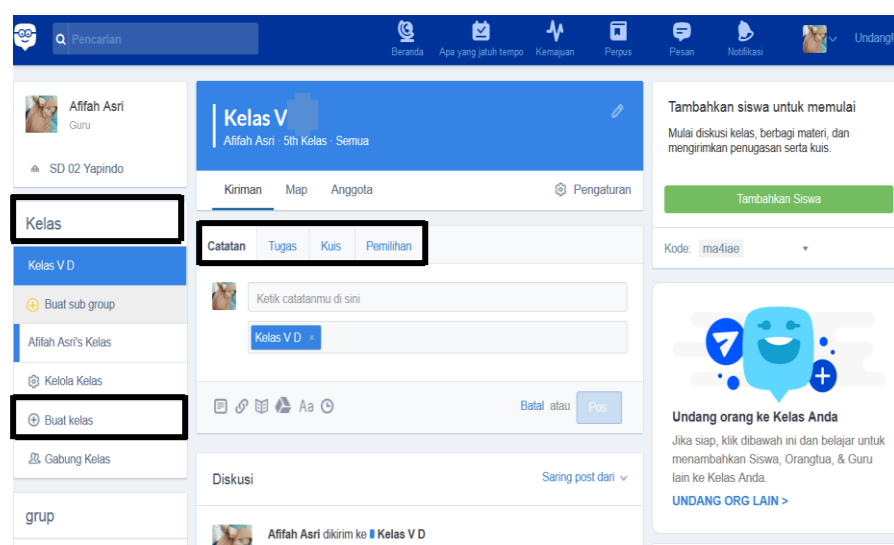 Pencarian
Beranda
Apa yang jatuh tempo
Kemajuan
Perpus
Pesan
Notifikasi
Undang!
Afifah Asri
Guru
SD 02 Yapindo
Kelas
Kelas V D
Buat sub group
Afifah Asri's Kelas
Kelola Kelas
Buat kelas
Gabung Kelas
grup
Kelas V
Afifah Asri · 5th Kelas · Semua
Kiriman Map Anggota Pengaturan
Catatan Tugas Kuis Pemilihan
Ketik catatanmu di sini
Kelas V D ×
Aa
Batal atau Pos
Diskusi Saring post dari
Afifah Asri dikirim ke Kelas V D
Tambahkan siswa untuk memulai
Mulai diskusi kelas, berbagi materi, dan
mengirimkan penugasan serta kuis.
Tambahkan Siswa
Kode: ma4iae
Undang orang ke Kelas Anda
Jika siap, klik dibawah ini dan belajar untuk
menambahkan Siswa, Orangtua, & Guru
lain ke Kelas Anda.
UNDANG ORG LAIN >